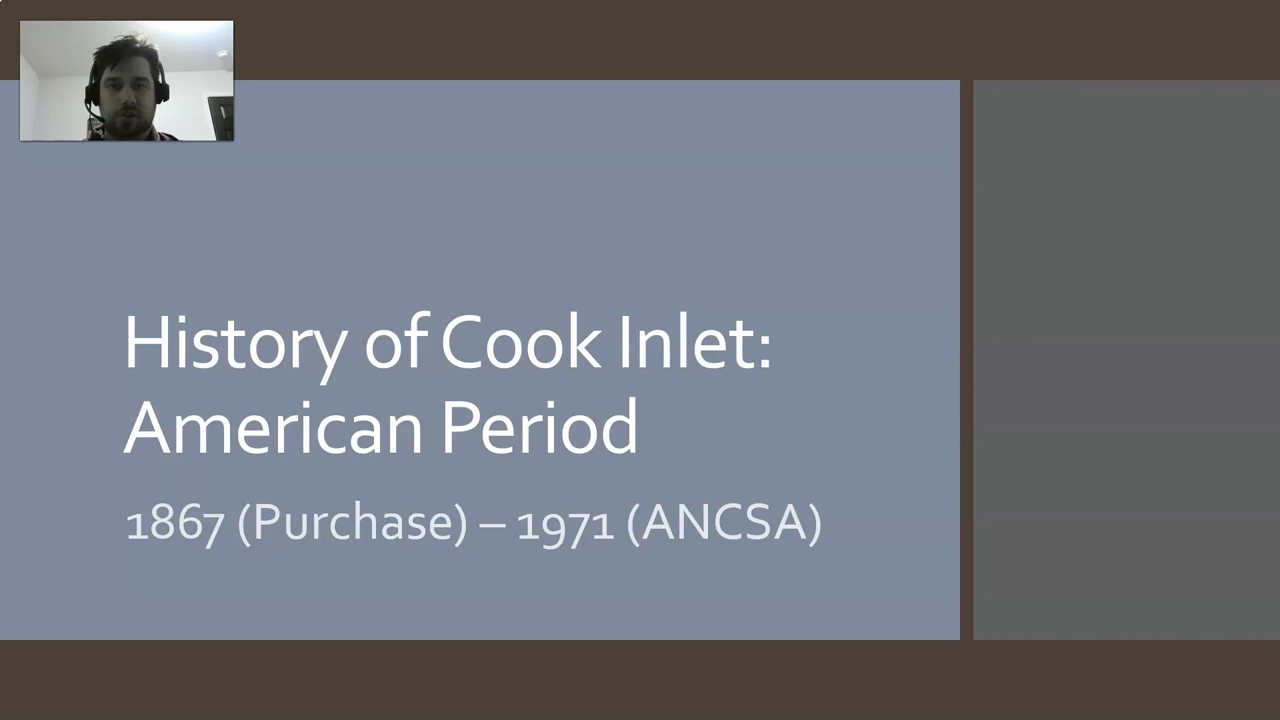 History of Cook Inlet:
American Period
1867 (Purchase) – 1971 (ANCSA)